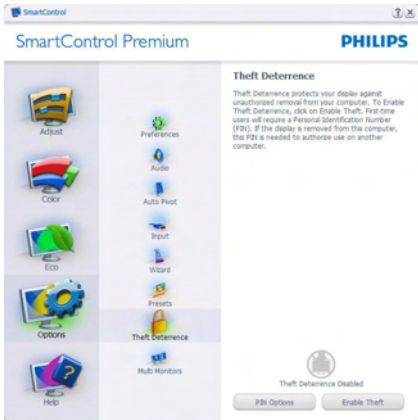 SmartControl
SmartControl Premium
PHILIPS
Adjust
Color
Eco
Options
Help
Preferences
Audio
Auto Pivot
Input
Wizard
Presets
Theft Deterrence
Multi Monitors
Theft Deterrence
Theft Deterrence protects your display against
unauthorized removal from your computer. To Enable
Theft Deterrence, click on Enable Theft. First-time
users will require a Personal Identification Number
(PIN). If the display is removed from this computer,
this PIN is needed to authorize use on another
computer.
Theft Deterrence Disabled
PIN Options
Enable Theft